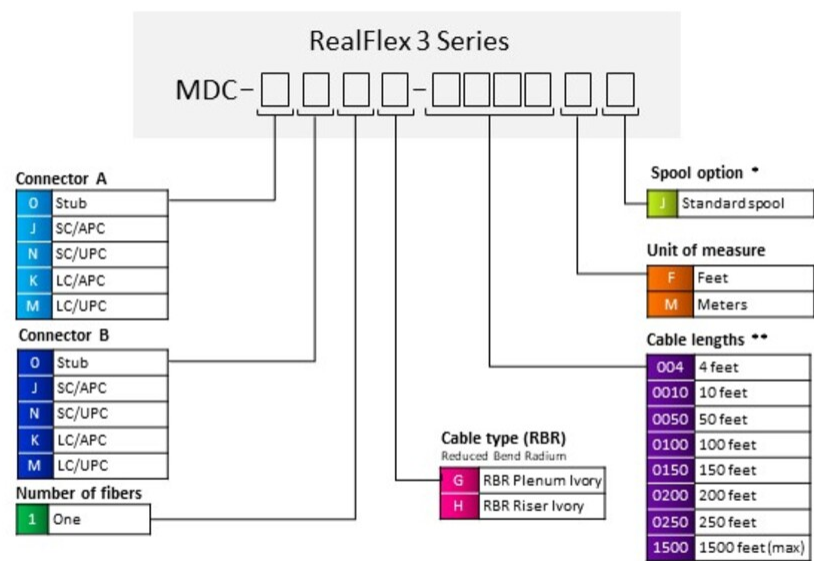 RealFlex 3 Series
MDC- -
Connector A
0 Stub
J SC/APC
N SC/UPC
K LC/APC
M LC/UPC
Connector B
0 Stub
J SC/APC
N SC/UPC
K LC/APC
M LC/UPC
Number of fibers
1 One
Cable type (RBR)
Reduced Bend Radium
G RBR Plenum Ivory
H RBR Riser Ivory
Spool option *
J Standard spool
Unit of measure
F Feet
M Meters
Cable lengths **
004 4 feet
0010 10 feet
0050 50 feet
0100 100 feet
0150 150 feet
0200 200 feet
0250 250 feet
1500 1500 feet (max)